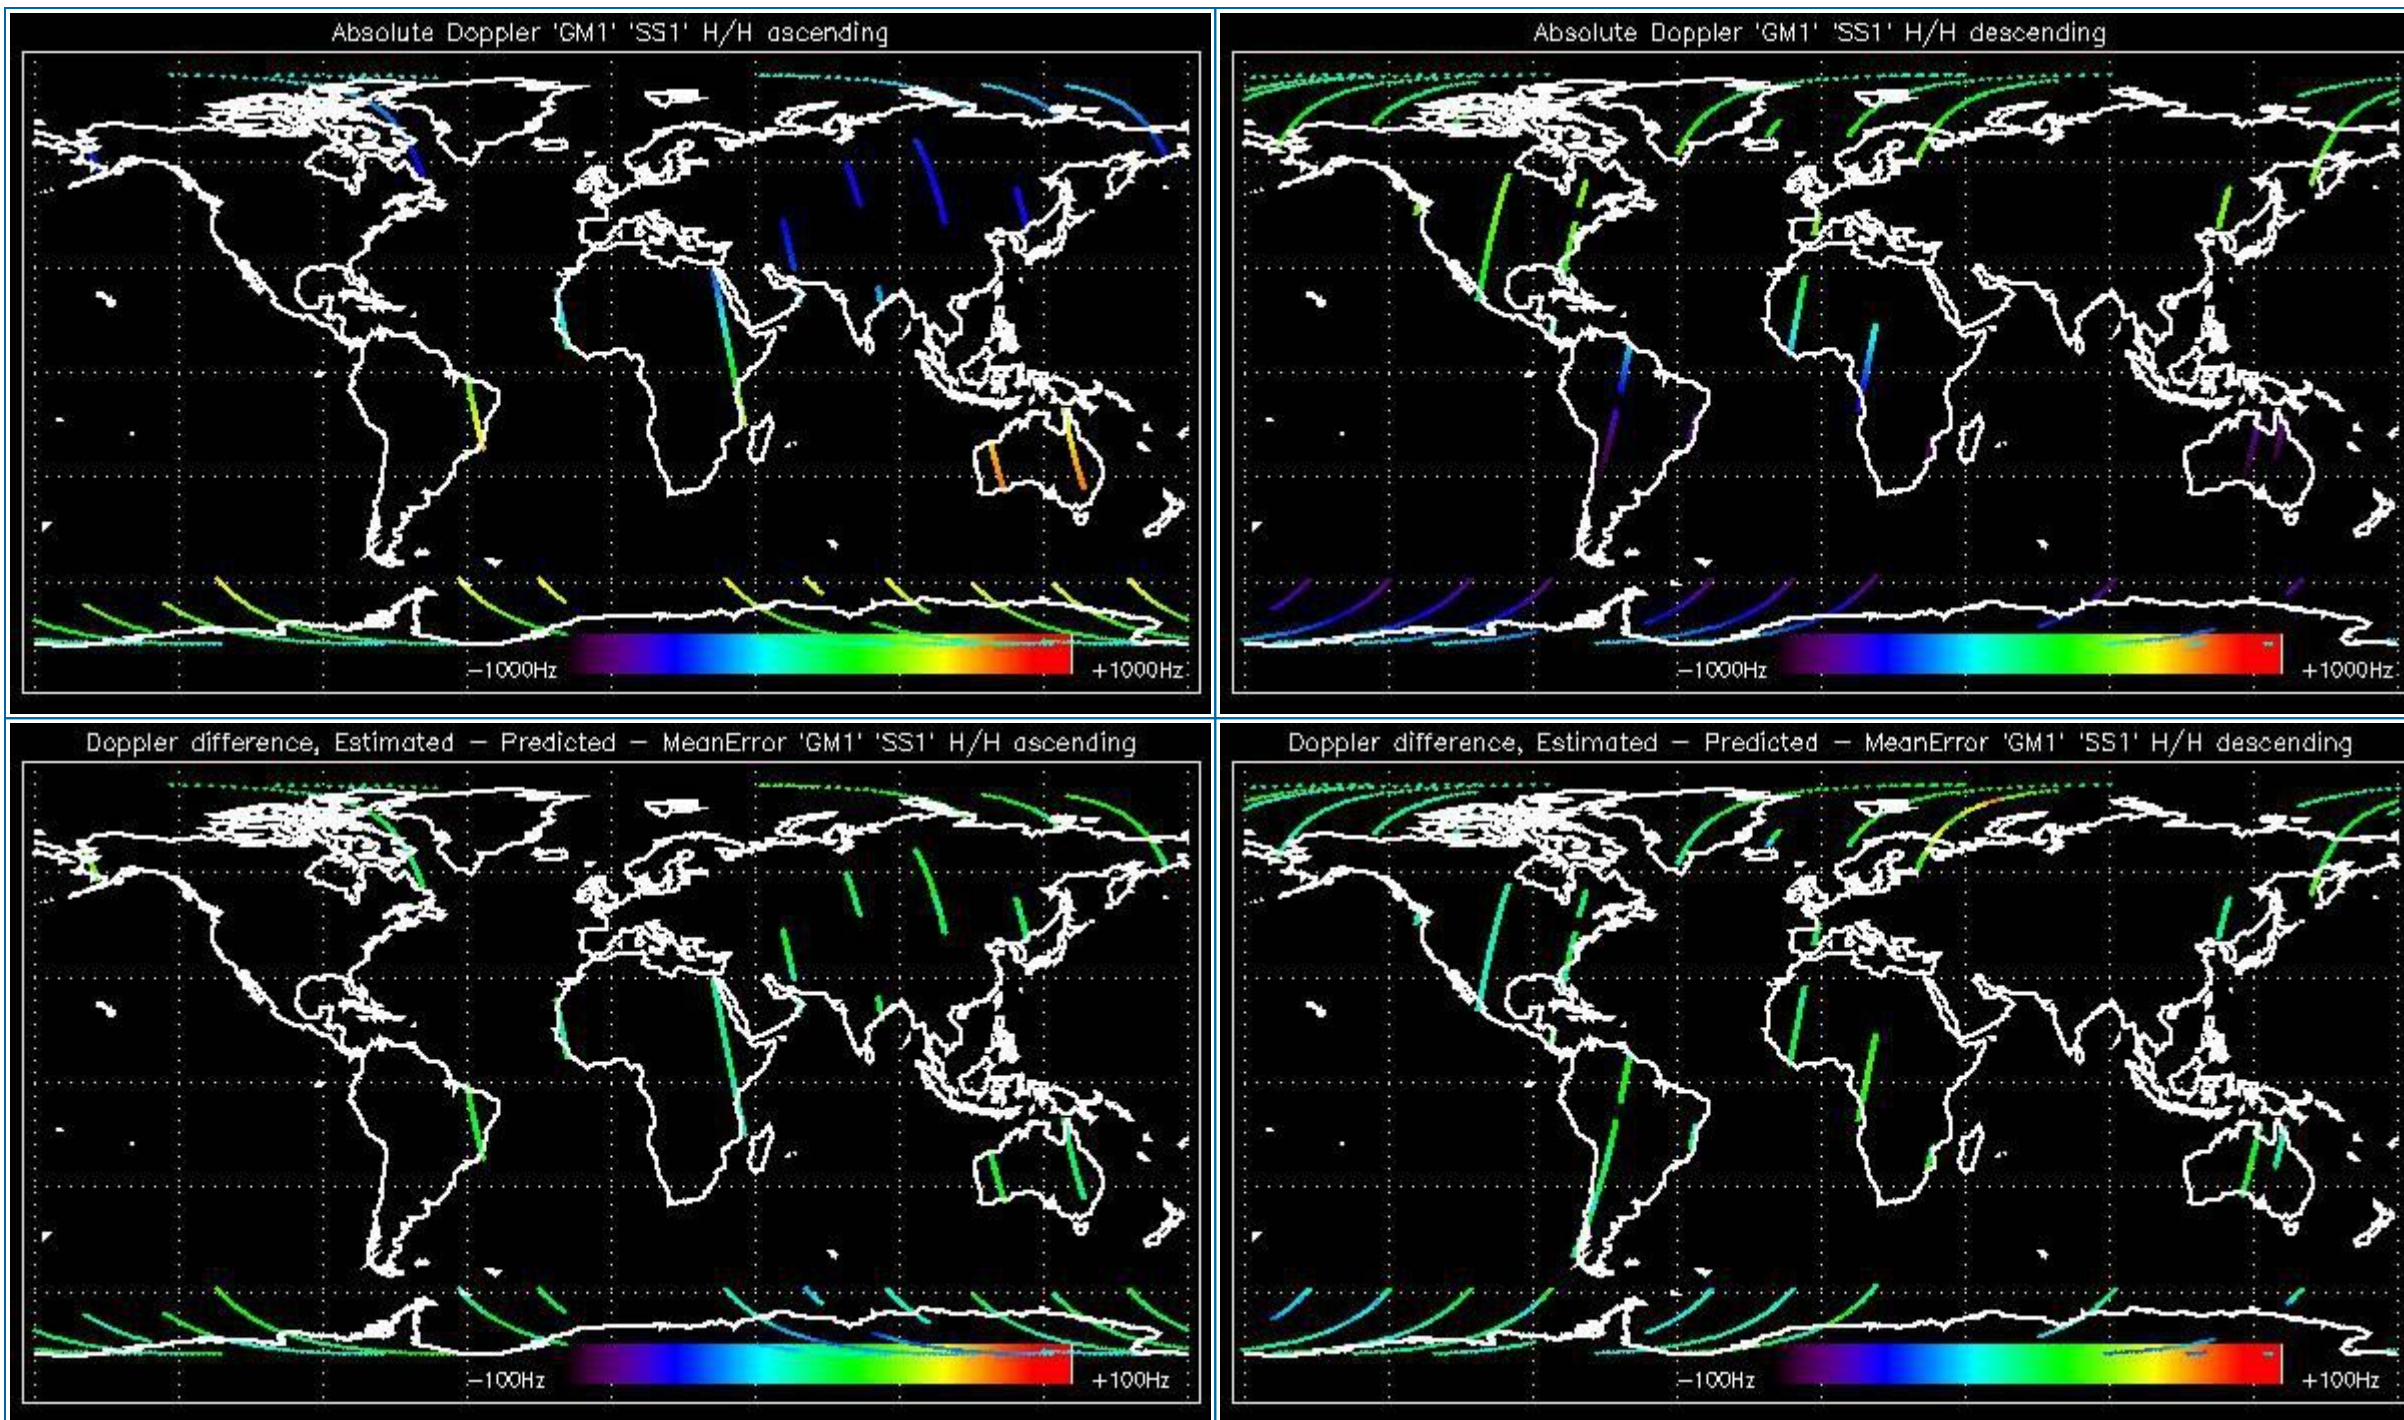 Absolute Doppler 'GM1' 'SS1' H/H ascending
-1000Hz
+1000Hz
Absolute Doppler 'GM1' 'SS1' H/H descending
-1000Hz
+1000Hz
Doppler difference, Estimated - Predicted - MeanError 'GM1' 'SS1' H/H ascending
-100Hz
+100Hz
Doppler difference, Estimated - Predicted - MeanError 'GM1' 'SS1' H/H descending
-100Hz
+100Hz